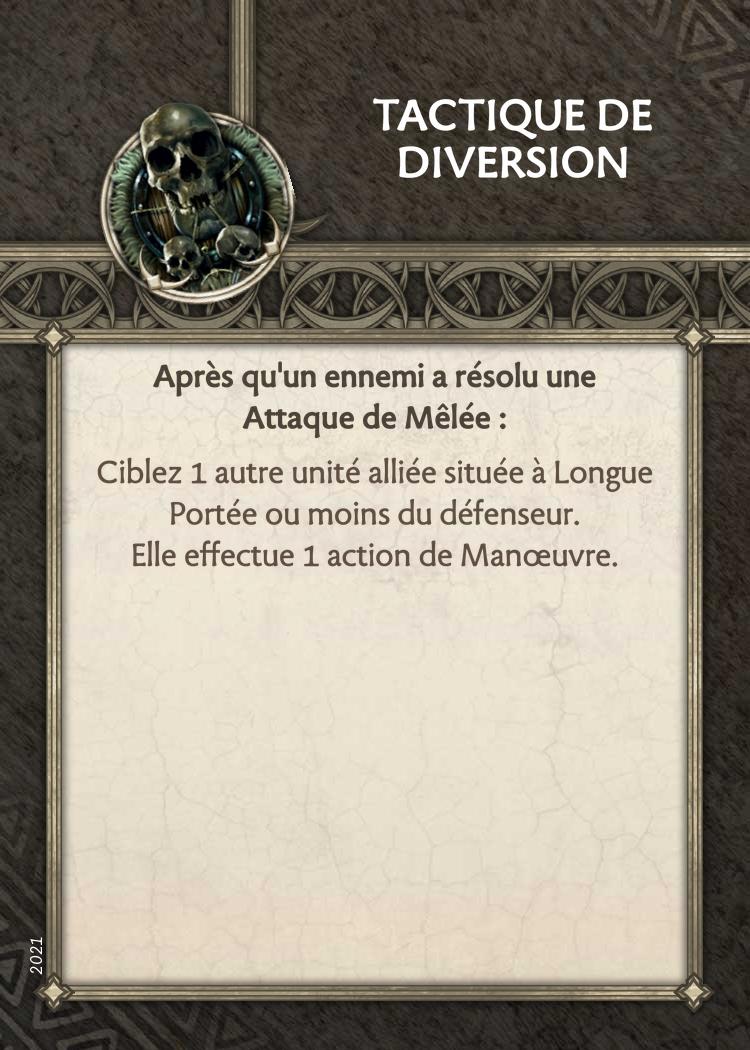 TACTIQUE DE
DIVERSION
Après qu'un ennemi a résolu une
Attaque de Mêlée :
Ciblez 1 autre unité alliée située à Longue
Portée ou moins du défenseur.
Elle effectue 1 action de Manœuvre.
2021